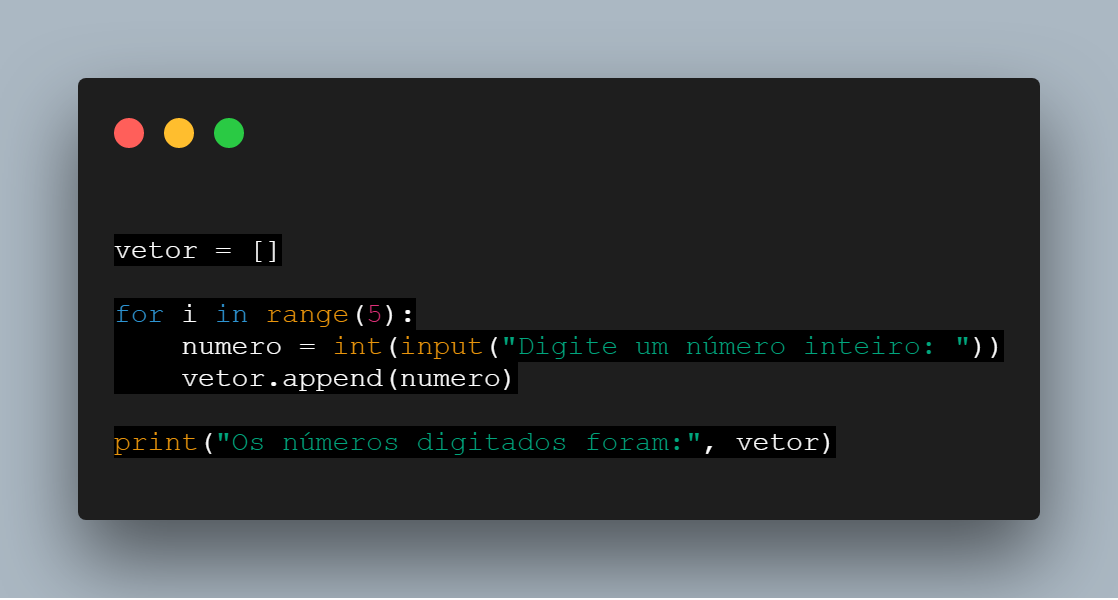 vetor = []
for i in range(5):
    numero = int(input("Digite um número inteiro: "))
    vetor.append(numero)
print("Os números digitados foram:", vetor)